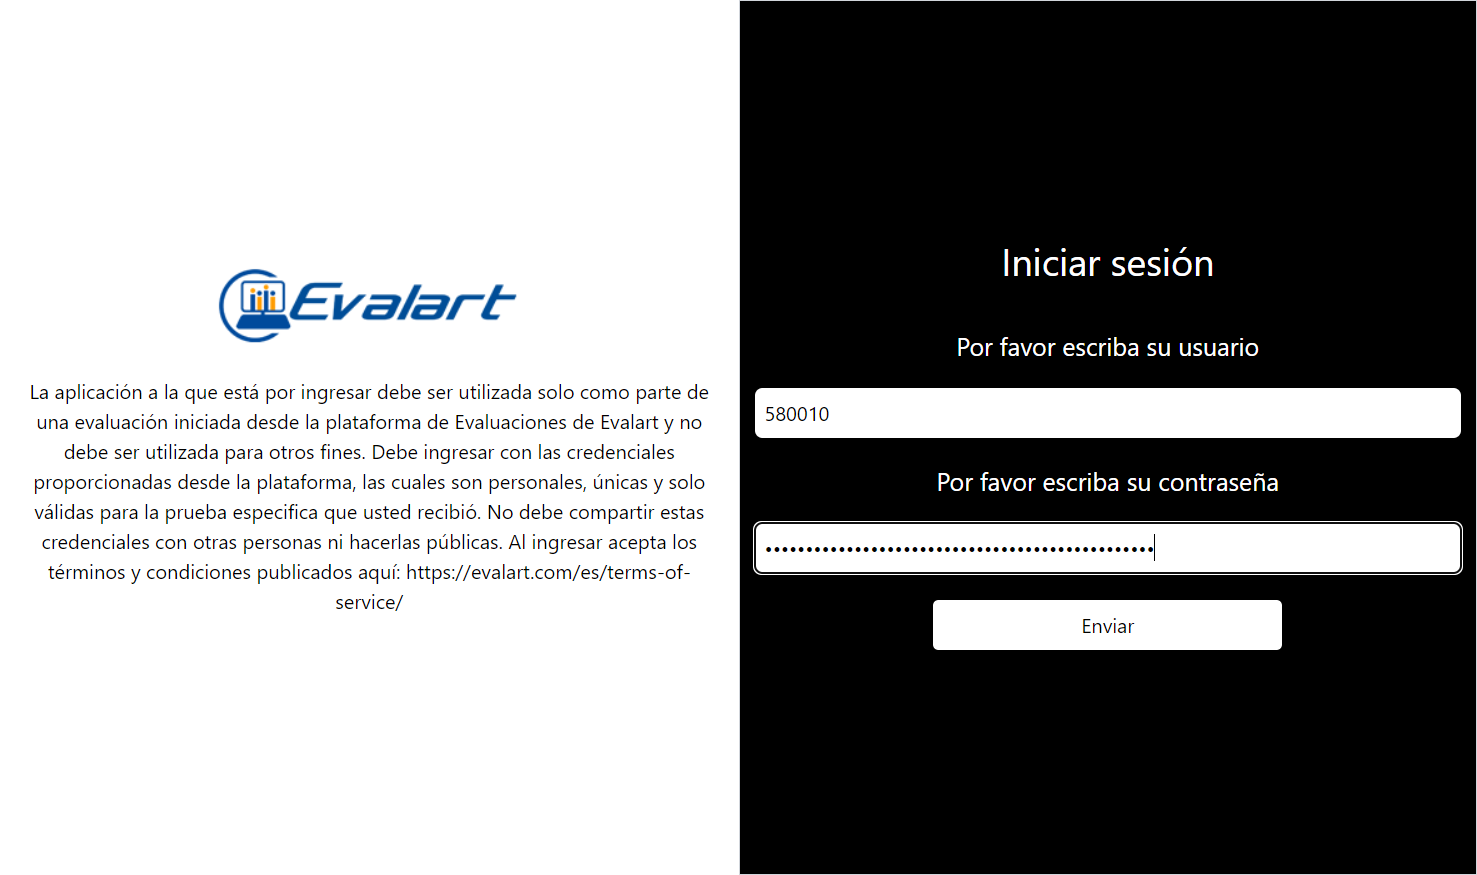 Evalart
La aplicación a la que está por ingresar debe ser utilizada solo como parte de
una evaluación iniciada desde la plataforma de Evaluaciones de Evalart y no
debe ser utilizada para otros fines. Debe ingresar con las credenciales
proporcionadas desde la plataforma, las cuales son personales, únicas y solo
válidas para la prueba especifica que usted recibió. No debe compartir estas
credenciales con otras personas ni hacerlas públicas. Al ingresar acepta los
términos y condiciones publicados aquí: https://evalart.com/es/terms-of-
service/
Iniciar sesión
Por favor escriba su usuario
580010
Por favor escriba su contraseña
Enviar